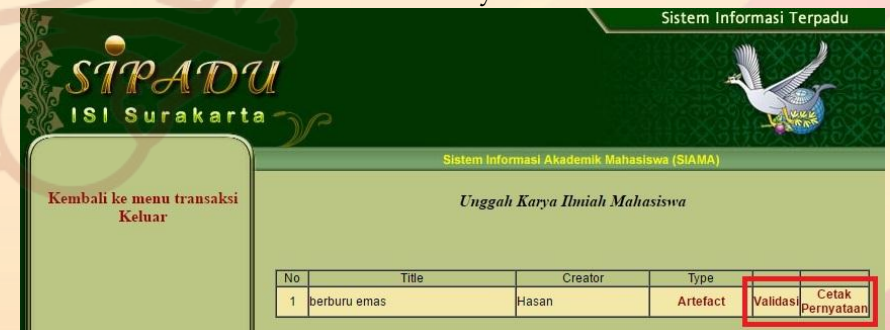 Sistem Informasi Terpadu
SIPADU
ISI Surakarta
Sistem Informasi Akademik Mahasiswa (SIAMA)
Kembali ke menu transaksi
Keluar
Unggah Karya Ilmiah Mahasiswa
No Title Creator Type
1 berburu emas Hasan Artefact Validasi Cetak Pernyataan